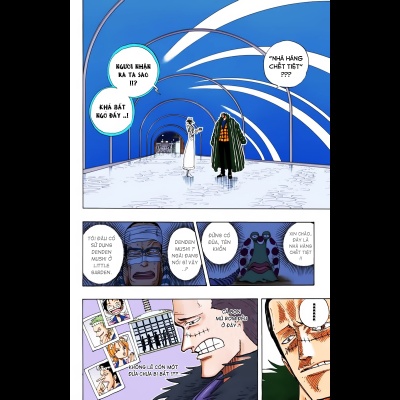 "NHÀ HÀNG
CHẾT TIỆT"
???
NGƯƠI NHẬN
RA TA SAO
!!?
KHÁ BẤT
NGỜ ĐẤY ..!
XIN CHÀO,
ĐÂY LÀ
NHÀ HÀNG
CHẾT TIỆT
ĐỪNG CÓ
ĐÙA, TÊN
KHỐN
DENDEN
MUSHI ?
NGÀI ĐANG
NÓI GÌ VẬY
..?
TÔI ĐÂU CÓ
SỬ DỤNG
DENDEN
MUSHI Ở
LITTLE
GARDEN.
Ở ĐÂY !
KHÔNG LẼ CÒN MỘT
ĐỨA CHƯA BỊ BẮT !???